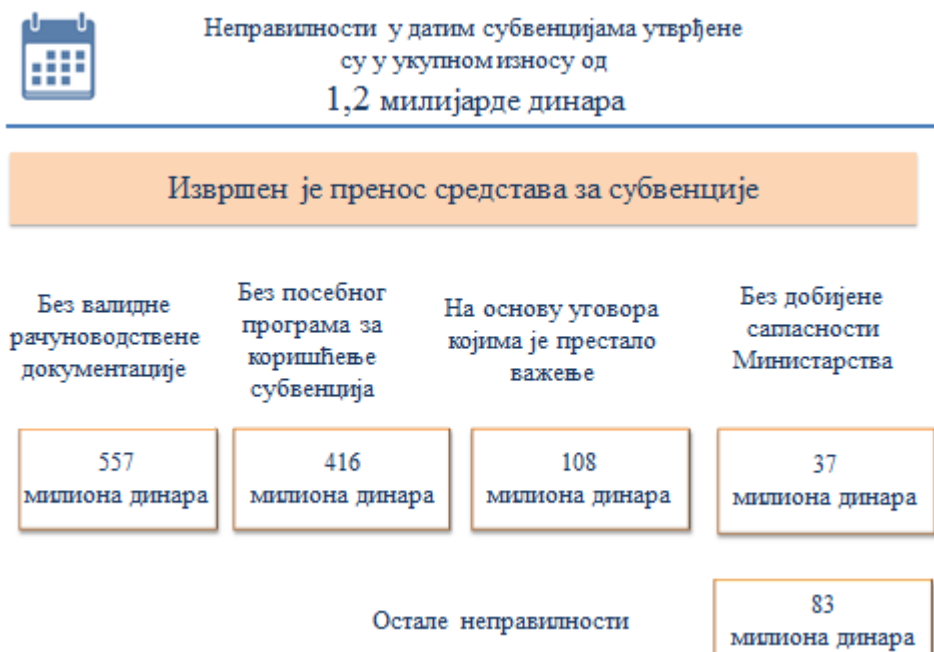 Неправилности у датим субвенцијама утврђене
су у укупном износу од
1,2 милијарде динара
Извршен је пренос средстава за субвенције
Без валидне
рачуноводствене
документације
Без посебног
програма за
коришћење
субвенција
На основу уговора
којима је престало
важење
Без добијене
сагласности
Министарства
557
милиона динара
416
милиона динара
108
милиона динара
37
милиона динара
Остале неправилности
83
милиона динара